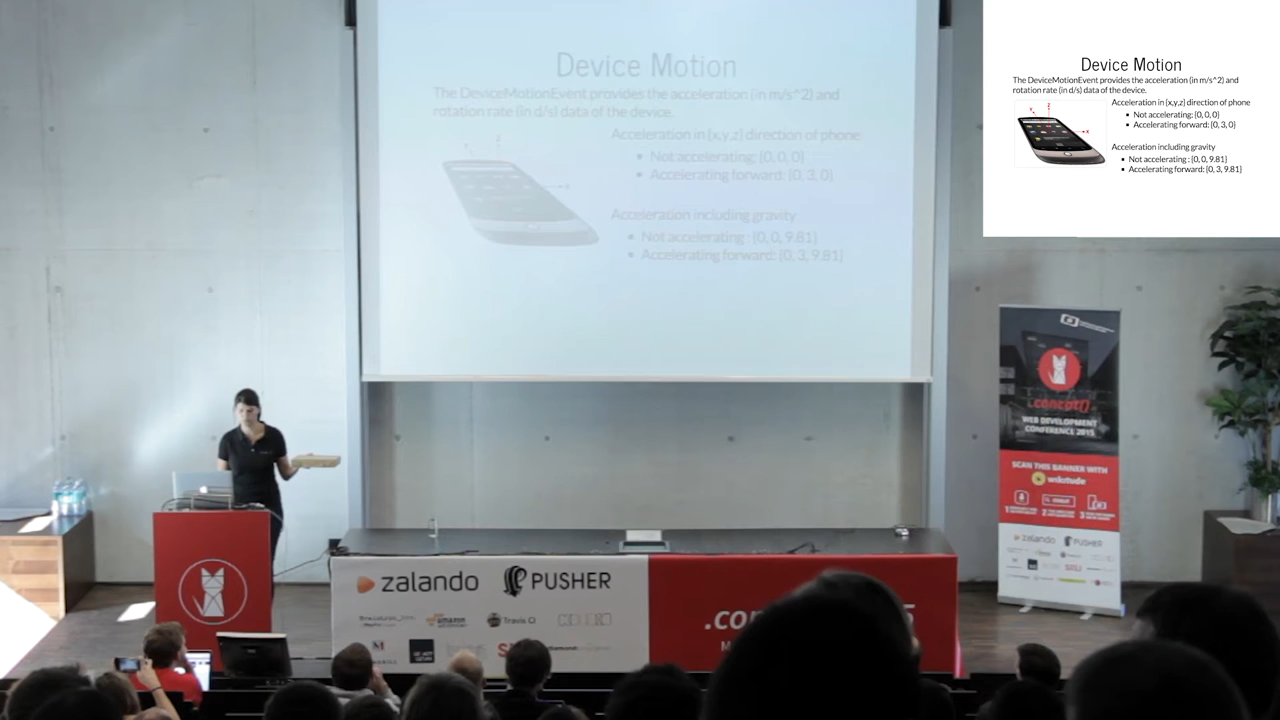 Device Motion
The DeviceMotionEvent provides the acceleration (in m/s^2) and
rotation rate (in d/s) data of the device.
Acceleration in {x,y,z} direction of phone
Not accelerating: {0, 0, 0}
Accelerating forward: {0, 3, 0}
Acceleration including gravity
Not accelerating : {0, 0, 9.81}
Accelerating forward: {0, 3, 9.81}
Device Motion
The DeviceMotionEvent provides the acceleration (in m/s^2) and
rotation rate (in d/s) data of the device.
Z
Y
X
Acceleration in {x,y,z} direction of phone
Not accelerating: {0, 0, 0}
Accelerating forward: {0, 3, 0}
Acceleration including gravity
Not accelerating : {0, 0, 9.81}
Accelerating forward: {0, 3, 9.81}
.concat()
WEB DEVELOPMENT
CONFERENCE 2015
SCAN THIS BANNER WITH
wikitude
1 2 3
zalando PUSHER
zalando PUSHER
amazon
Travis CI
.con
5